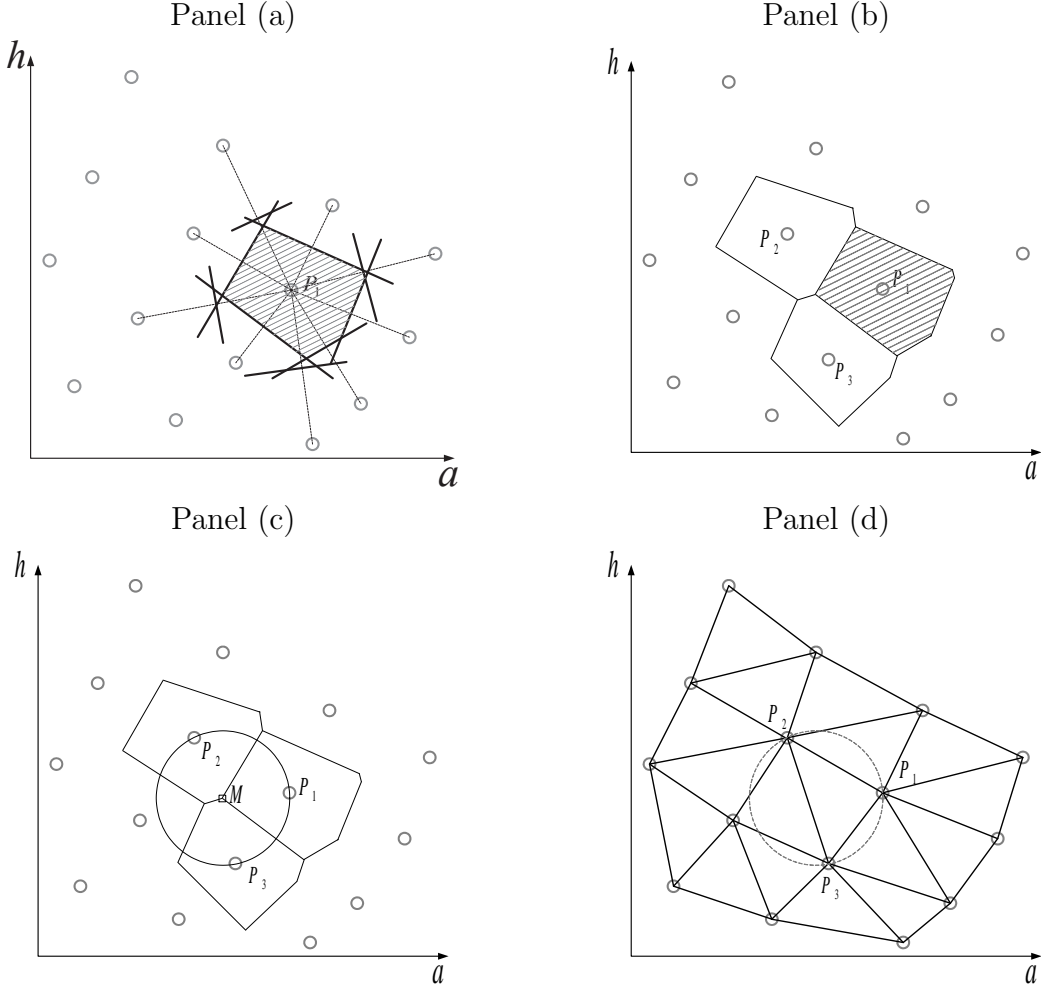 Panel (a)
h
P1
a
Panel (b)
h
P2
P1
P3
a
Panel (c)
h
P2
P1
M
P3
a
Panel (d)
h
P2
P1
P3
a